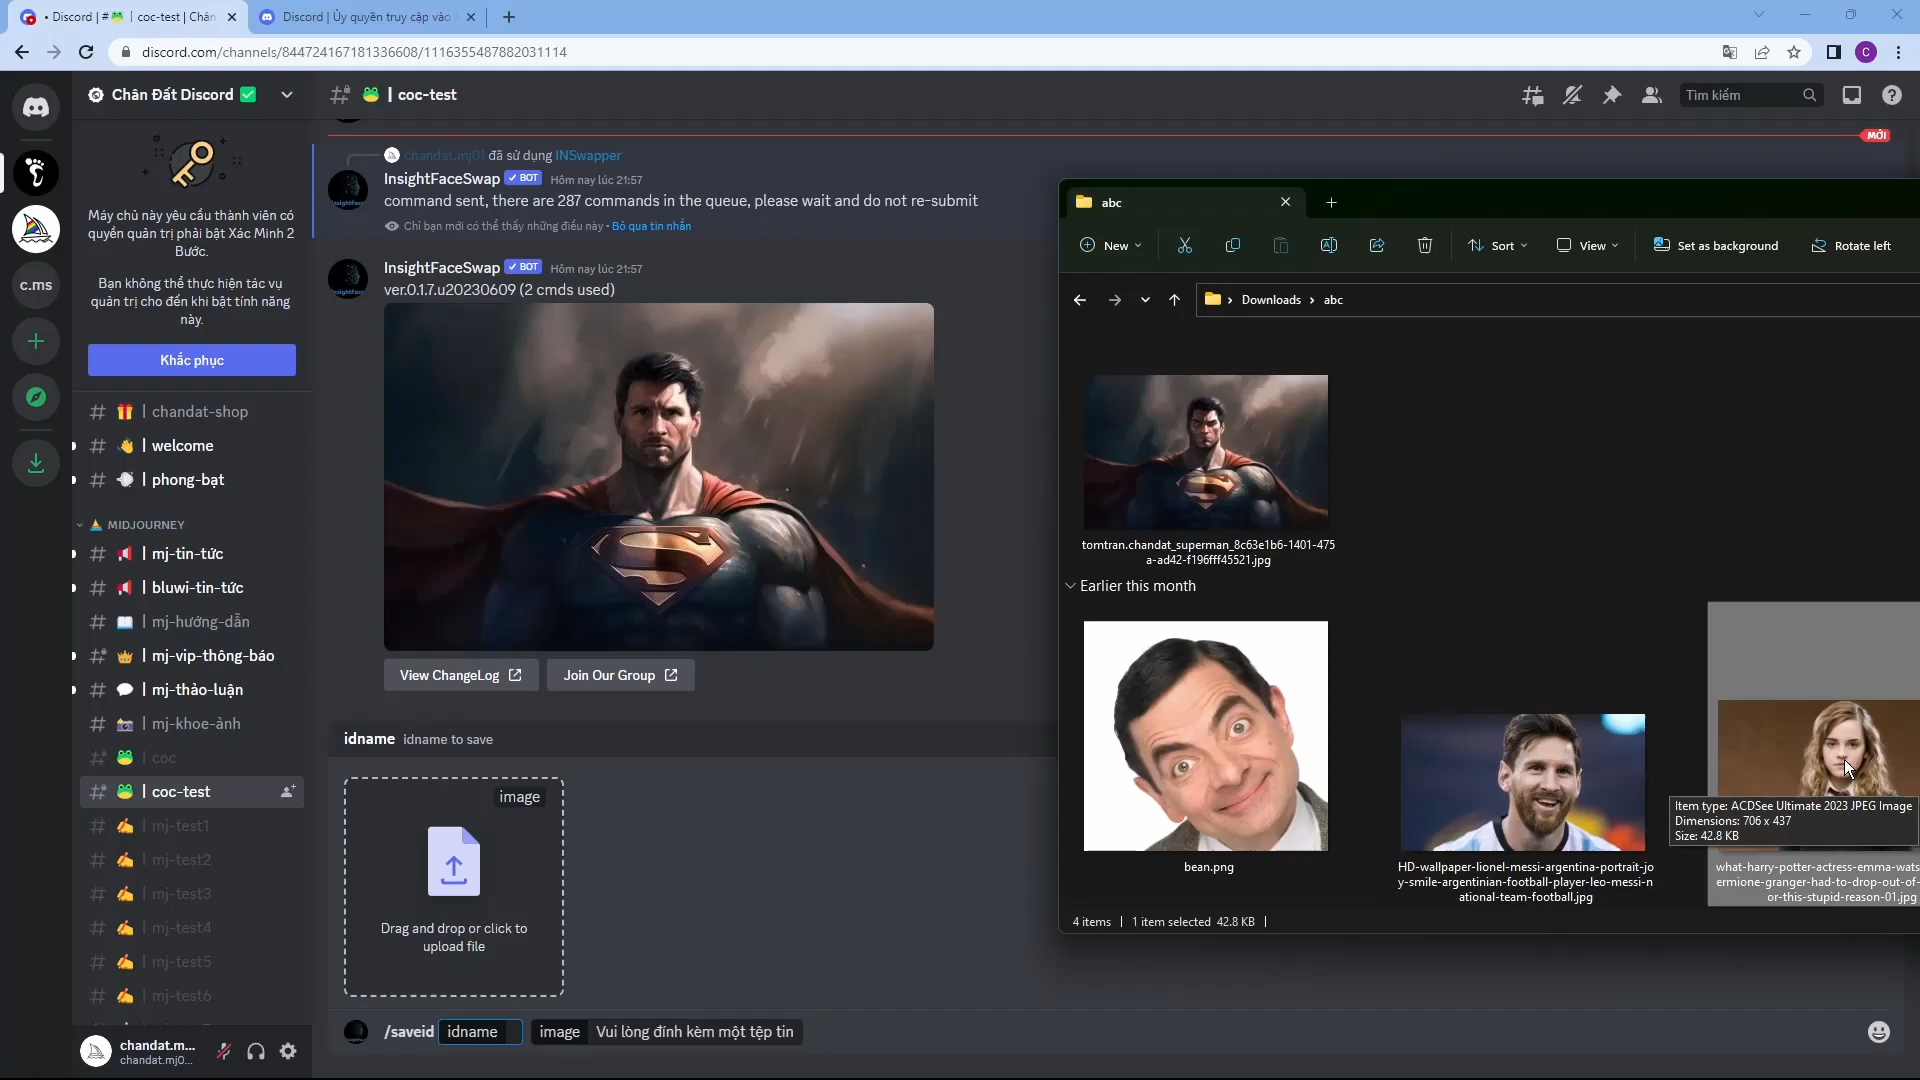 • Discord | #🐸 | coc-test | Chân
Discord | Ủy quyền truy cập vào
discord.com/channels/844724167181336608/1116355487882031114
C
Chân Đất Discord
| coc-test
Tìm kiếm
Máy chủ này yêu cầu thành viên có
quyền quản trị phải bật Xác Minh 2
Bước.
Bạn không thể thực hiện tác vụ
quản trị cho đến khi bật tính năng
này.
Khắc phục
c.ms
# | chandat-shop
# | welcome
# | phong-bạt
MIDJOURNEY
# | mj-tin-tức
# | bluwi-tin-tức
# | mj-hướng-dẫn
# | mj-vip-thông-báo
# | mj-thảo-luận
# | mj-khoe-ảnh
# | coc
# | coc-test
# | mj-test1
# | mj-test2
# | mj-test3
# | mj-test4
# | mj-test5
# | mj-test6
chandat.m...
chandat.mj0...
MỚI
chandat.mj01 đã sử dụng INSwapper
InsightFaceSwap ✓ BOT Hôm nay lúc 21:57
command sent, there are 287 commands in the queue, please wait and do not re-submit
Chỉ bạn mới có thể thấy những điều này • Bỏ qua tin nhắn
InsightFaceSwap ✓ BOT Hôm nay lúc 21:57
ver.0.1.7.u20230609 (2 cmds used)
View ChangeLog
Join Our Group
idname idname to save
image
Drag and drop or click to
upload file
/saveid idname image Vui lòng đính kèm một tệp tin
abc
New
Sort
View
Set as background
Rotate left
Downloads › abc
tomtran.chandat_superman_8c63e1b6-1401-475
a-ad42-f196fff45521.jpg
Earlier this month
bean.png
HD-wallpaper-lionel-messi-argentina-portrait-jo
y-smile-argentinian-football-player-leo-messi-n
ational-team-football.jpg
Item type: ACDSee Ultimate 2023 JPEG Image
Dimensions: 706 x 437
Size: 42.8 KB
what-harry-potter-actress-emma-wats
ermione-granger-had-to-drop-out-of-
or-this-stupid-reason-01.jpg
4 items | 1 item selected 42.8 KB |